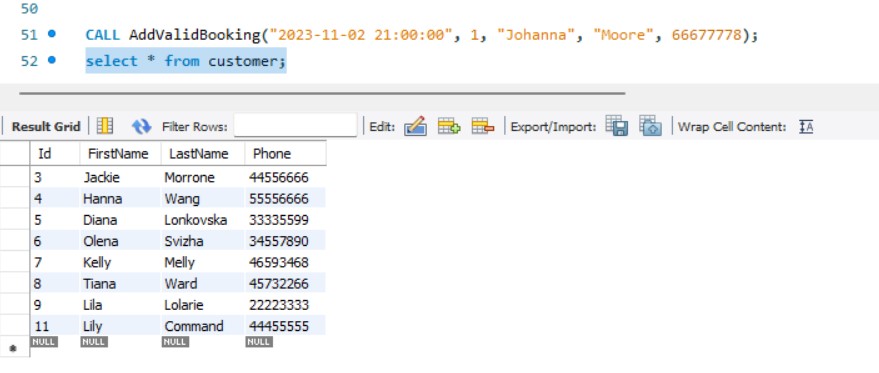 50
51 CALL AddValidBooking("2023-11-02 21:00:00", 1, "Johanna", "Moore", 66677778);
52 select * from customer;
Result Grid Filter Rows: Edit: Export/Import: Wrap Cell Content: IA
Id FirstName LastName Phone
3 Jackie Morrone 44556666
4 Hanna Wang 55556666
5 Diana Lonkovska 33335599
6 Olena Svizha 34557890
7 Kelly Melly 46593468
8 Tiana Ward 45732266
9 Lila Lolarie 22223333
11 Lily Command 44455555
* NULL NULL NULL NULL